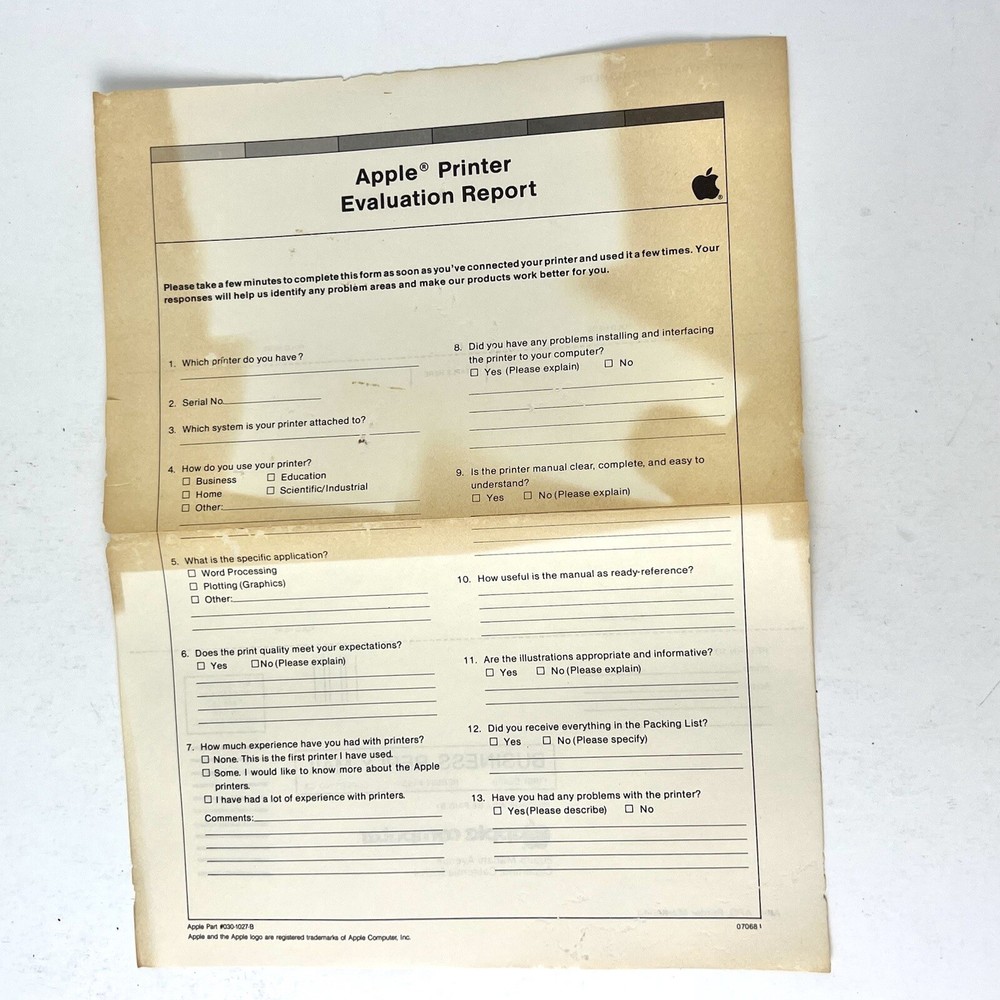 Apple® Printer
Evaluation Report
Please take a few minutes to complete this form as soon as you've connected your printer and used it a few times. Your
responses will help us identify any problem areas and make our products work better for you.
1. Which printer do you have?
2. Serial No.
3. Which system is your printer attached to?
4. How do you use your printer?
☐ Business ☐ Education
☐ Home ☐ Scientific/Industrial
☐ Other:
5. What is the specific application?
☐ Word Processing
☐ Plotting (Graphics)
☐ Other:
6. Does the print quality meet your expectations?
☐ Yes ☐ No (Please explain)
7. How much experience have you had with printers?
☐ None. This is the first printer I have used.
☐ Some. I would like to know more about the Apple
printers.
☐ I have had a lot of experience with printers.
Comments:
8. Did you have any problems installing and interfacing
the printer to your computer?
☐ Yes (Please explain) ☐ No
9. Is the printer manual clear, complete, and easy to
understand?
☐ Yes ☐ No (Please explain)
10. How useful is the manual as ready-reference?
11. Are the illustrations appropriate and informative?
☐ Yes ☐ No (Please explain)
12. Did you receive everything in the Packing List?
☐ Yes ☐ No (Please specify)
13. Have you had any problems with the printer?
☐ Yes (Please describe) ☐ No
Apple Part #030-1027-B
Apple and the Apple logo are registered trademarks of Apple Computer, Inc.